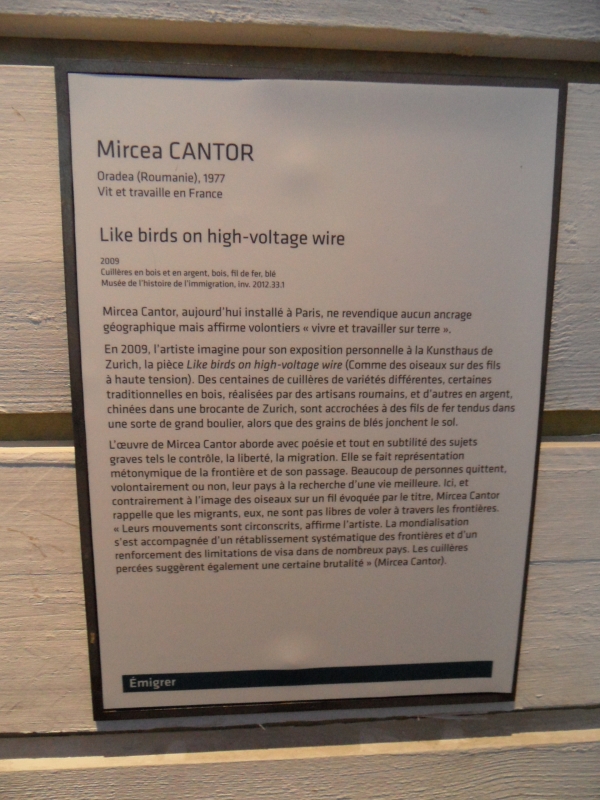 Mircea CANTOR
Oradea (Roumanie), 1977
Vit et travaille en France
Like birds on high-voltage wire
2009
Cuillères en bois et en argent, bois, fil de fer, blé
Musée de l'histoire de l'immigration, inv. 2012.33.1
Mircea Cantor, aujourd'hui installé à Paris, ne revendique aucun ancrage
géographique mais affirme volontiers « vivre et travailler sur terre ».
En 2009, l'artiste imagine pour son exposition personnelle à la Kunsthaus de
Zurich, la pièce Like birds on high-voltage wire (Comme des oiseaux sur des fils
à haute tension). Des centaines de cuillères de variétés différentes, certaines
traditionnelles en bois, réalisées par des artisans roumains, et d'autres en argent,
chinées dans une brocante de Zurich, sont accrochées à des fils de fer tendus dans
une sorte de grand boulier, alors que des grains de blés jonchent le sol.
L'œuvre de Mircea Cantor aborde avec poésie et tout en subtilité des sujets
graves tels le contrôle, la liberté, la migration. Elle se fait représentation
métonymique de la frontière et de son passage. Beaucoup de personnes quittent,
volontairement ou non, leur pays à la recherche d'une vie meilleure. Ici, et
contrairement à l'image des oiseaux sur un fil évoquée par le titre, Mircea Cantor
rappelle que les migrants, eux, ne sont pas libres de voler à travers les frontières.
« Leurs mouvements sont circonscrits, affirme l'artiste. La mondialisation
s'est accompagnée d'un rétablissement systématique des frontières et d'un
renforcement des limitations de visa dans de nombreux pays. Les cuillères
percées suggèrent également une certaine brutalité » (Mircea Cantor).
Émigrer